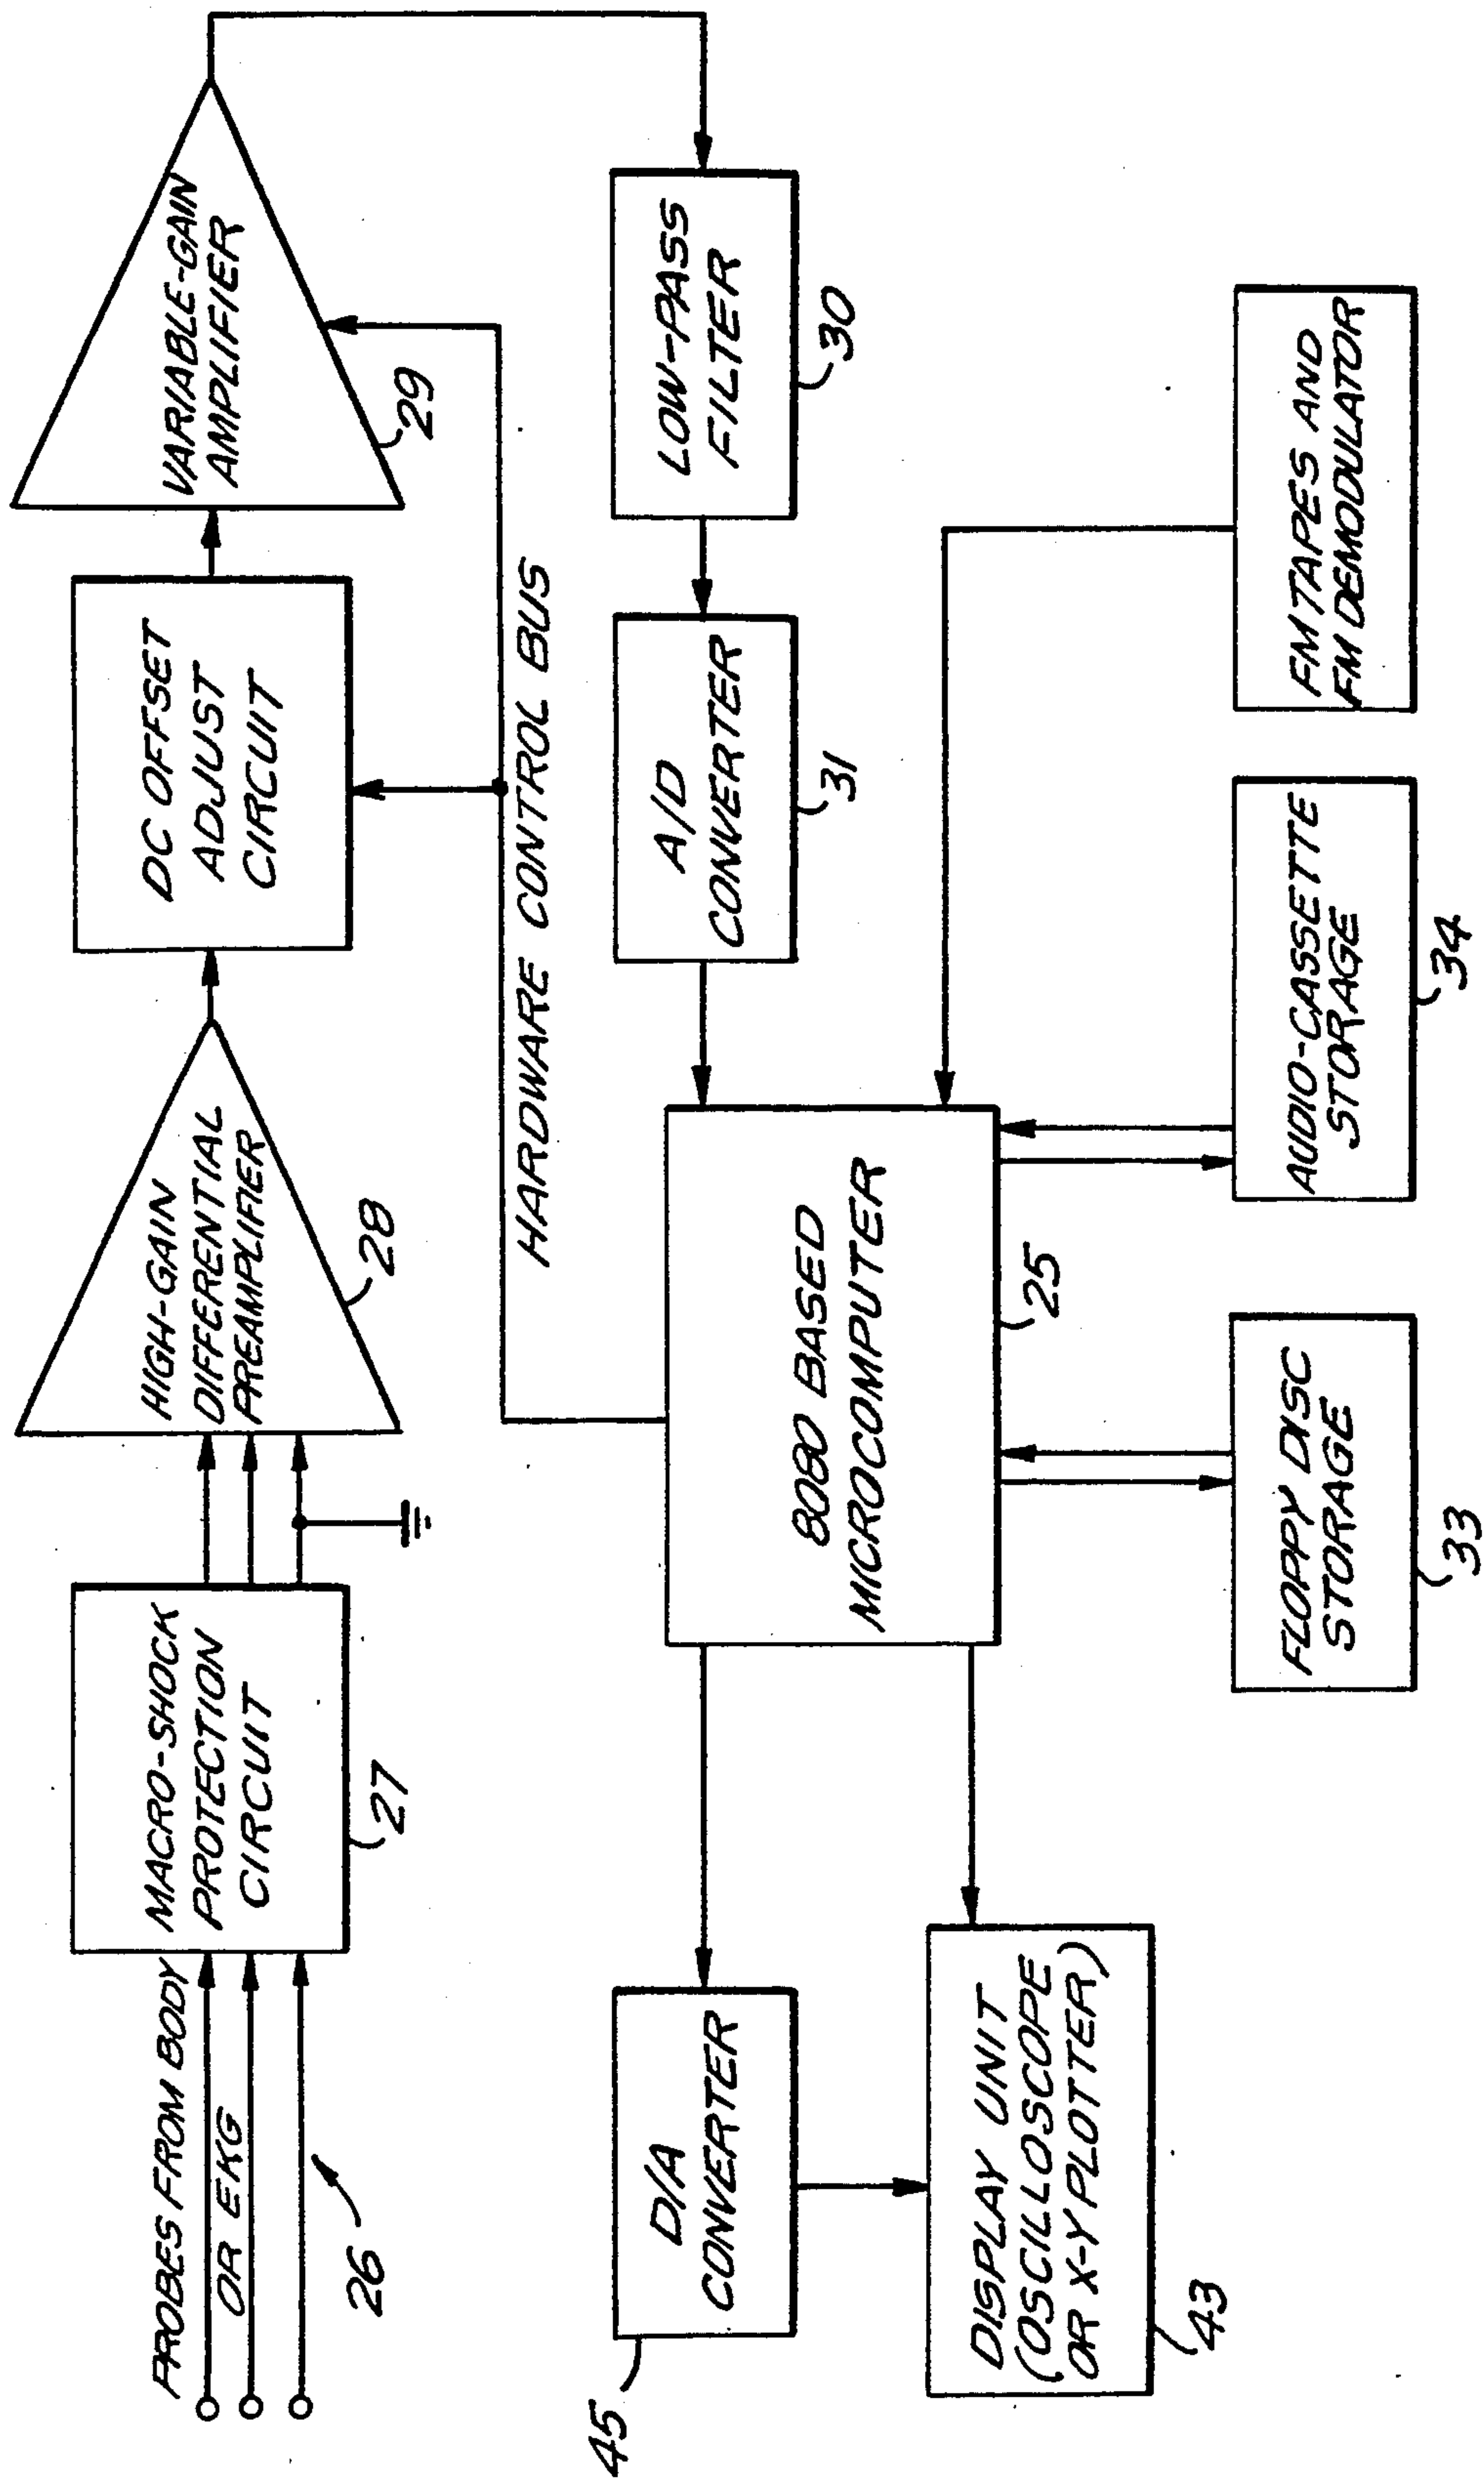 PROBES FROM BODY
OR EKG
26
MACRO-SHOCK
PROTECTION
CIRCUIT
27
HIGH-GAIN
DIFFERENTIAL
PREAMPLIFIER
28
DC OFFSET
ADJUST
CIRCUIT
VARIABLE-GAIN
AMPLIFIER
29
HARDWARE CONTROL BUS
LOW-PASS
FILTER
30
A/D
CONVERTER
31
8080 BASED
MICROCOMPUTER
25
D/A
CONVERTER
45
DISPLAY UNIT
(OSCILLOSCOPE
OR X-Y PLOTTER)
43
FLOPPY DISC
STORAGE
33
AUDIO-CASSETTE
STORAGE
34
FM TAPES AND
FM DEMODULATOR